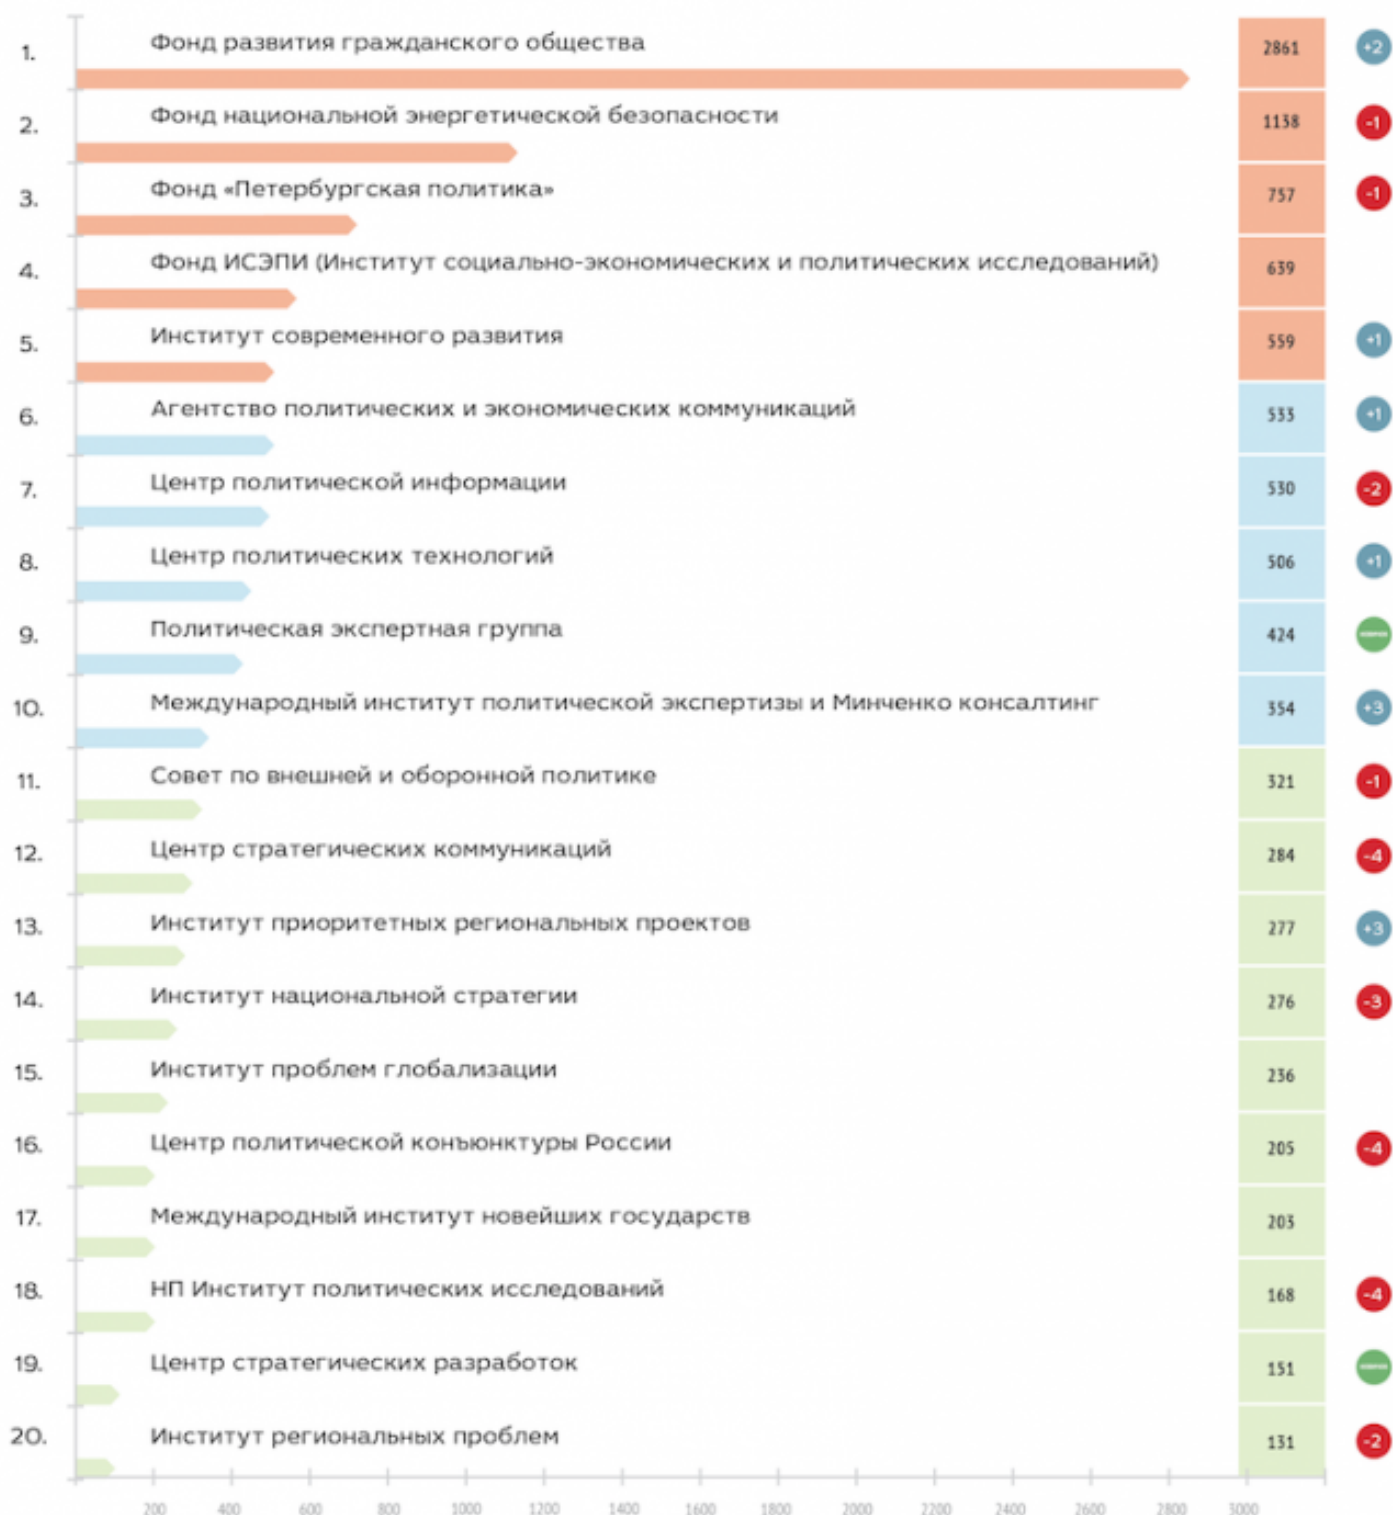 1. Фонд развития гражданского общества 2861 +2
2. Фонд национальной энергетической безопасности 1138 -1
3. Фонд «Петербургская политика» 757 -1
4. Фонд ИСЭПИ (Институт социально-экономических и политических исследований) 639
5. Институт современного развития 559 +1
6. Агентство политических и экономических коммуникаций 533 +1
7. Центр политической информации 530 -2
8. Центр политических технологий 506 +1
9. Политическая экспертная группа 424
10. Международный институт политической экспертизы и Минченко консалтинг 354 +3
11. Совет по внешней и оборонной политике 321 -1
12. Центр стратегических коммуникаций 284 -4
13. Институт приоритетных региональных проектов 277 +3
14. Институт национальной стратегии 276 -3
15. Институт проблем глобализации 236
16. Центр политической конъюнктуры России 205 -4
17. Международный институт новейших государств 203
18. НП Институт политических исследований 168 -4
19. Центр стратегических разработок 151
20. Институт региональных проблем 131 -2
200 400 600 800 1000 1200 1400 1600 1800 2000 2200 2400 2600 2800 3000